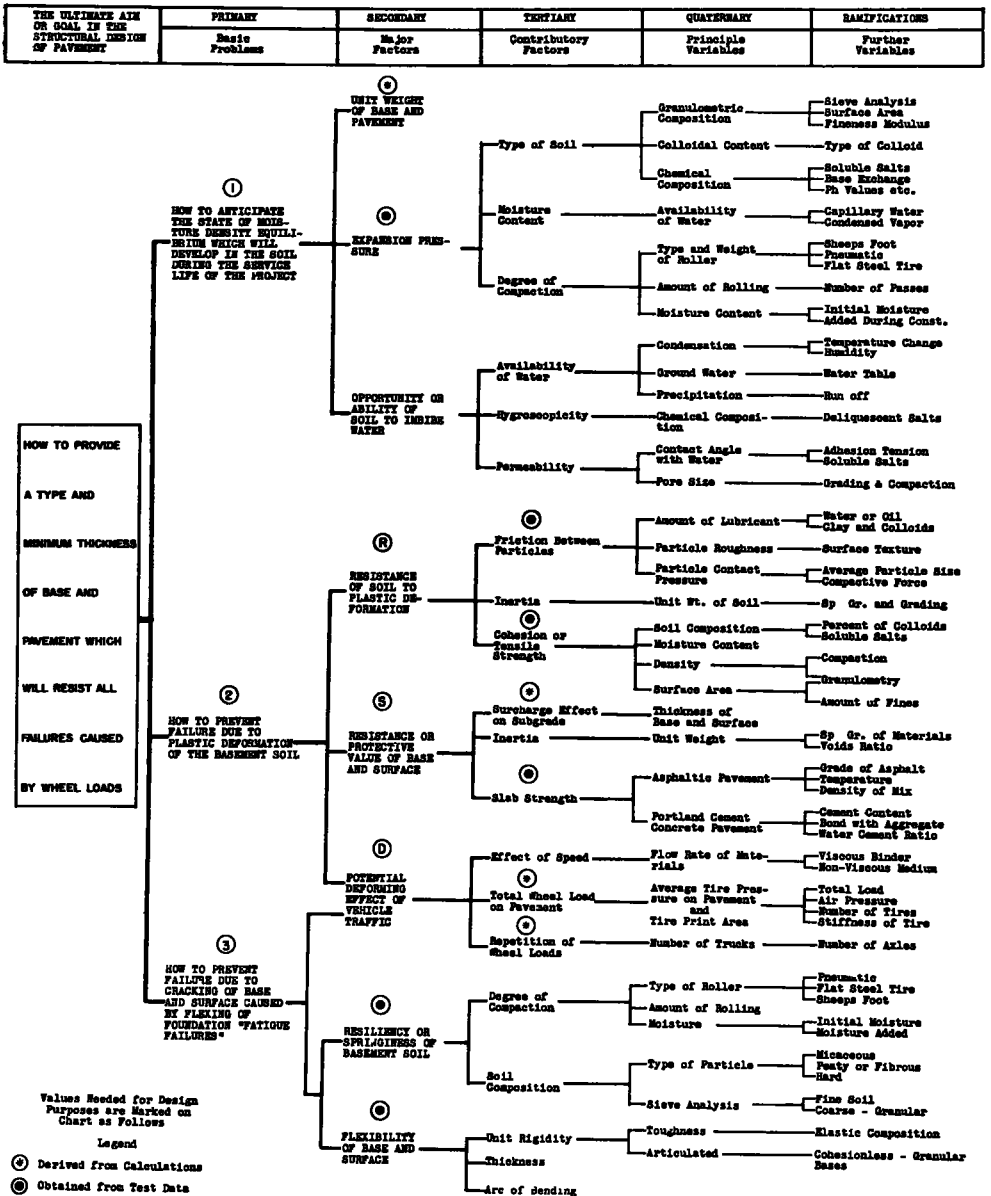 THE ULTIMATE AIM
OR GOAL IN THE
STRUCTURAL DESIGN
OF PAVEMENT
PRIMARY
Basic
Problems
SECONDARY
Major
Factors
TERTIARY
Contributory
Factors
QUATERNARY
Principle
Variables
RAMIFICATIONS
Further
Variables
HOW TO PROVIDE
A TYPE AND
MINIMUM THICKNESS
OF BASE AND
PAVEMENT WHICH
WILL RESIST ALL
FAILURES CAUSED
BY WHEEL LOADS
1
HOW TO ANTICIPATE
THE STATE OF MOIS-
TURE DENSITY EQUILI-
BRIUM WHICH WILL
DEVELOP IN THE SOIL
DURING THE SERVICE
LIFE OF THE PROJECT
*
UNIT WEIGHT
OF BASE AND
PAVEMENT
EXPANSION PRES-
SURE
Type of Soil
Granulometric
Composition
Sieve Analysis
Surface Area
Fineness Modulus
Colloidal Content
Type of Colloid
Chemical
Composition
Soluble Salts
Base Exchange
Ph Values etc.
Moisture
Content
Availability
of Water
Capillary Water
Condensed Vapor
Degree of
Compaction
Type and Weight
of Roller
Sheeps Foot
Pneumatic
Flat Steel Tire
Amount of Rolling
Number of Passes
Moisture Content
Initial Moisture
Added During Const.
OPPORTUNITY OR
ABILITY OF
SOIL TO IMBIBE
WATER
Availability
of Water
Condensation
Temperature Change
Humidity
Ground Water
Water Table
Precipitation
Run off
Hygroscopicity
Chemical Composi-
tion
Deliquescent Salts
Permeability
Contact Angle
with Water
Adhesion Tension
Soluble Salts
Pore Size
Grading & Compaction
2
HOW TO PREVENT
FAILURE DUE TO
PLASTIC DEFORMATION
OF THE BASEMENT SOIL
R
RESISTANCE
OF SOIL TO
PLASTIC DE-
FORMATION
Friction Between
Particles
Amount of Lubricant
Water or Oil
Clay and Colloids
Particle Roughness
Surface Texture
Particle Contact
Pressure
Average Particle Size
Compactive Force
Inertia
Unit Wt. of Soil
Sp Gr. and Grading
Cohesion or
Tensile
Strength
Soil Composition
Percent of Colloids
Soluble Salts
Moisture Content
Density
Compaction
Granulometry
Surface Area
Amount of Fines
S
RESISTANCE OR
PROTECTIVE
VALUE OF BASE
AND SURFACE
*
Surcharge Effect
on Subgrade
Thickness of
Base and Surface
Inertia
Unit Weight
Sp Gr. of Materials
Voids Ratio
Slab Strength
Asphaltic Pavement
Grade of Asphalt
Temperature
Density of Mix
Portland Cement
Concrete Pavement
Cement Content
Bond with Aggregate
Water Cement Ratio
D
POTENTIAL
DEFORMING
EFFECT OF
VEHICLE
TRAFFIC
Effect of Speed
Flow Rate of Mate-
rials
Viscous Binder
Non-Viscous Medium
*
Total Wheel Load
on Pavement
Average Tire Pres-
sure on Pavement
and
Tire Print Area
Total Load
Air Pressure
Number of Tires
Stiffness of Tire
*
Repetition of
Wheel Loads
Number of Trucks
Number of Axles
3
HOW TO PREVENT
FAILURE DUE TO
CRACKING OF BASE
AND SURFACE CAUSED
BY FLEXING OF
FOUNDATION "FATIGUE
FAILURES"
RESILIENCY OR
SPRINGINESS OF
BASEMENT SOIL
Degree of
Compaction
Type of Roller
Pneumatic
Flat Steel Tire
Sheeps Foot
Amount of Rolling
Moisture
Initial Moisture
Moisture Added
Soil
Composition
Type of Particle
Micaceous
Peaty or Fibrous
Hard
Sieve Analysis
Fine Soil
Coarse - Granular
FLEXIBILITY
OF BASE AND
SURFACE
Unit Rigidity
Toughness
Elastic Composition
Articulated
Cohesionless - Granular
Bases
Thickness
Arc of Bending
Values Needed for Design
Purposes are Marked on
Chart as Follows
Legend
* Derived from Calculations
Obtained from Test Data